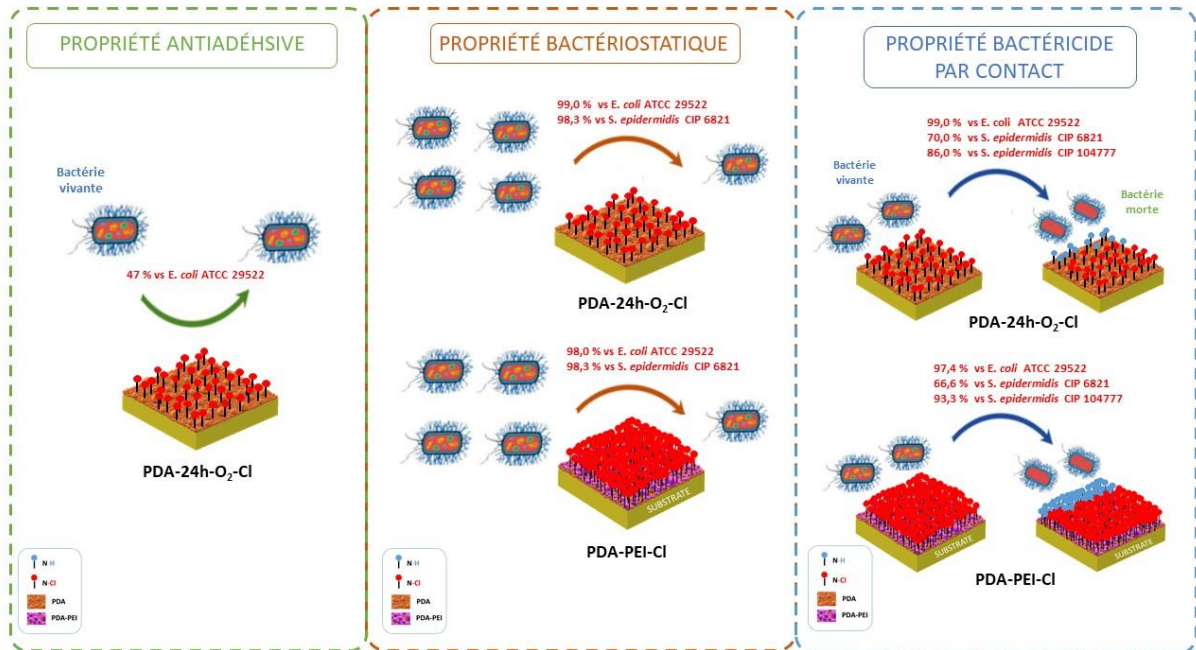 PROPRIÉTÉ ANTIADÉHSIVE
Bactérie
vivante
47 % vs E. coli ATCC 29522
PDA-24h-O₂-Cl
N-H
N-Cl
PDA
PDA-PEI
PROPRIÉTÉ BACTÉRIOSTATIQUE
99,0 % vs E. coli ATCC 29522
98,3 % vs S. epidermidis CIP 6821
PDA-24h-O₂-Cl
98,0 % vs E. coli ATCC 29522
98,3 % vs S. epidermidis CIP 6821
SUBSTRATE
PDA-PEI-Cl
N-H
N-Cl
PDA
PDA-PEI
PROPRIÉTÉ BACTÉRICIDE
PAR CONTACT
99,0 % vs E. coli ATCC 29522
70,0 % vs S. epidermidis CIP 6821
86,0 % vs S. epidermidis CIP 104777
Bactérie
vivante
Bactérie
morte
PDA-24h-O₂-Cl
97,4 % vs E. coli ATCC 29522
66,6 % vs S. epidermidis CIP 6821
93,3 % vs S. epidermidis CIP 104777
SUBSTRATE
SUBSTRATE
PDA-PEI-Cl
N-H
N-Cl
PDA
PDA-PEI